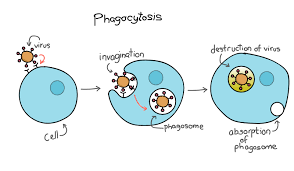 Phagocytosis
virus
cell
invagination
phagosome
destruction of virus
absorption
of
phagosome